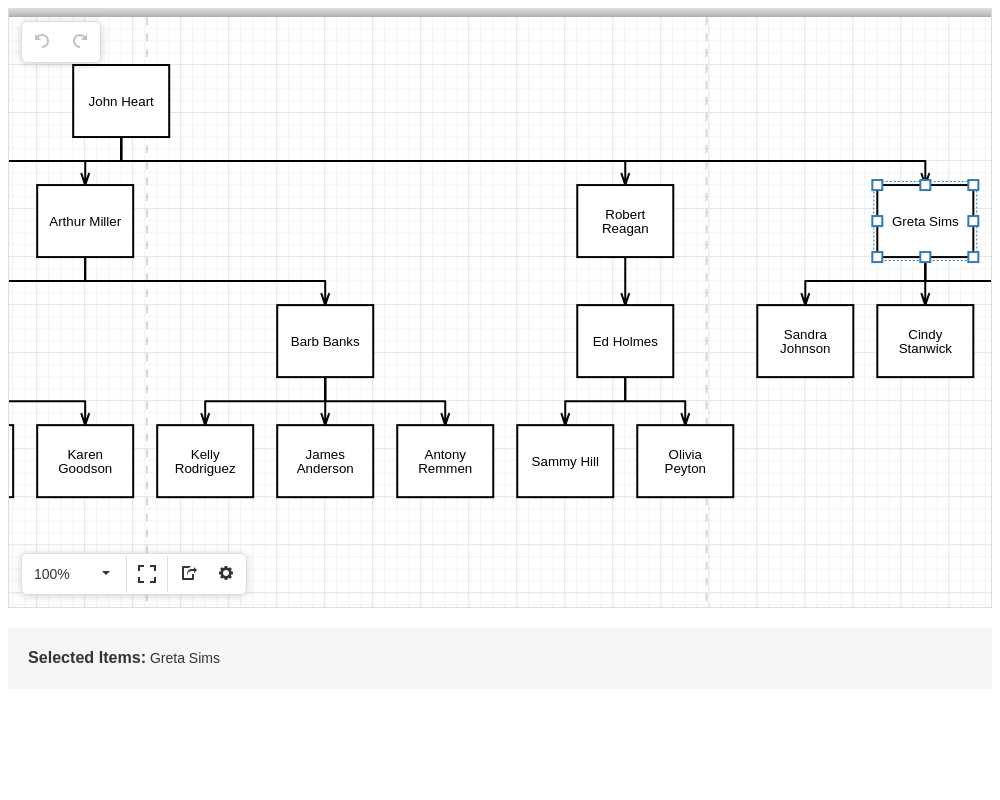 John Heart
Arthur Miller
Robert
Reagan
Greta Sims
Barb Banks
Ed Holmes
Sandra
Johnson
Cindy
Stanwick
Karen
Goodson
Kelly
Rodriguez
James
Anderson
Antony
Remmen
Sammy Hill
Olivia
Peyton
100%
Selected Items: Greta Sims